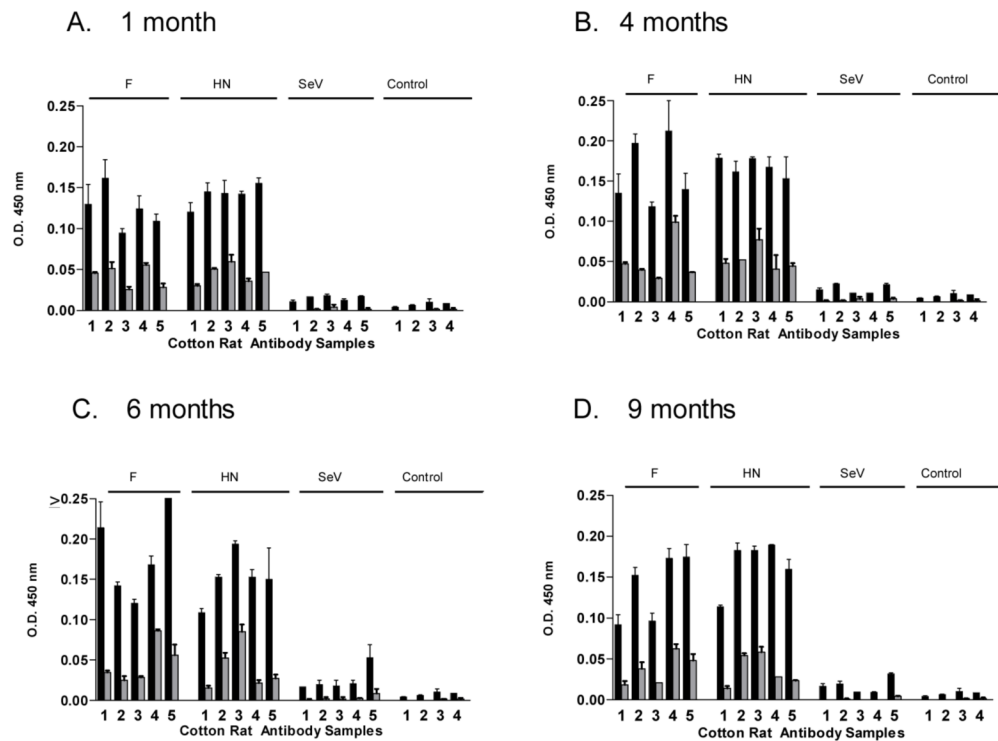 A. 1 month
F HN SeV Control
0.25
0.20
0.15
0.10
0.05
0.00
O.D. 450 nm
1 2 3 4 5 1 2 3 4 5 1 2 3 4 5 1 2 3 4
Cotton Rat Antibody Samples
B. 4 months
F HN SeV Control
0.25
0.20
0.15
0.10
0.05
0.00
O.D. 450 nm
1 2 3 4 5 1 2 3 4 5 1 2 3 4 5 1 2 3 4
Cotton Rat Antibody Samples
C. 6 months
F HN SeV Control
≥ 0.25
0.20
0.15
0.10
0.05
0.00
O.D. 450 nm
1 2 3 4 5 1 2 3 4 5 1 2 3 4 5 1 2 3 4
Cotton Rat Antibody Samples
D. 9 months
F HN SeV Control
0.25
0.20
0.15
0.10
0.05
0.00
O.D. 450 nm
1 2 3 4 5 1 2 3 4 5 1 2 3 4 5 1 2 3 4
Cotton Rat Antibody Samples